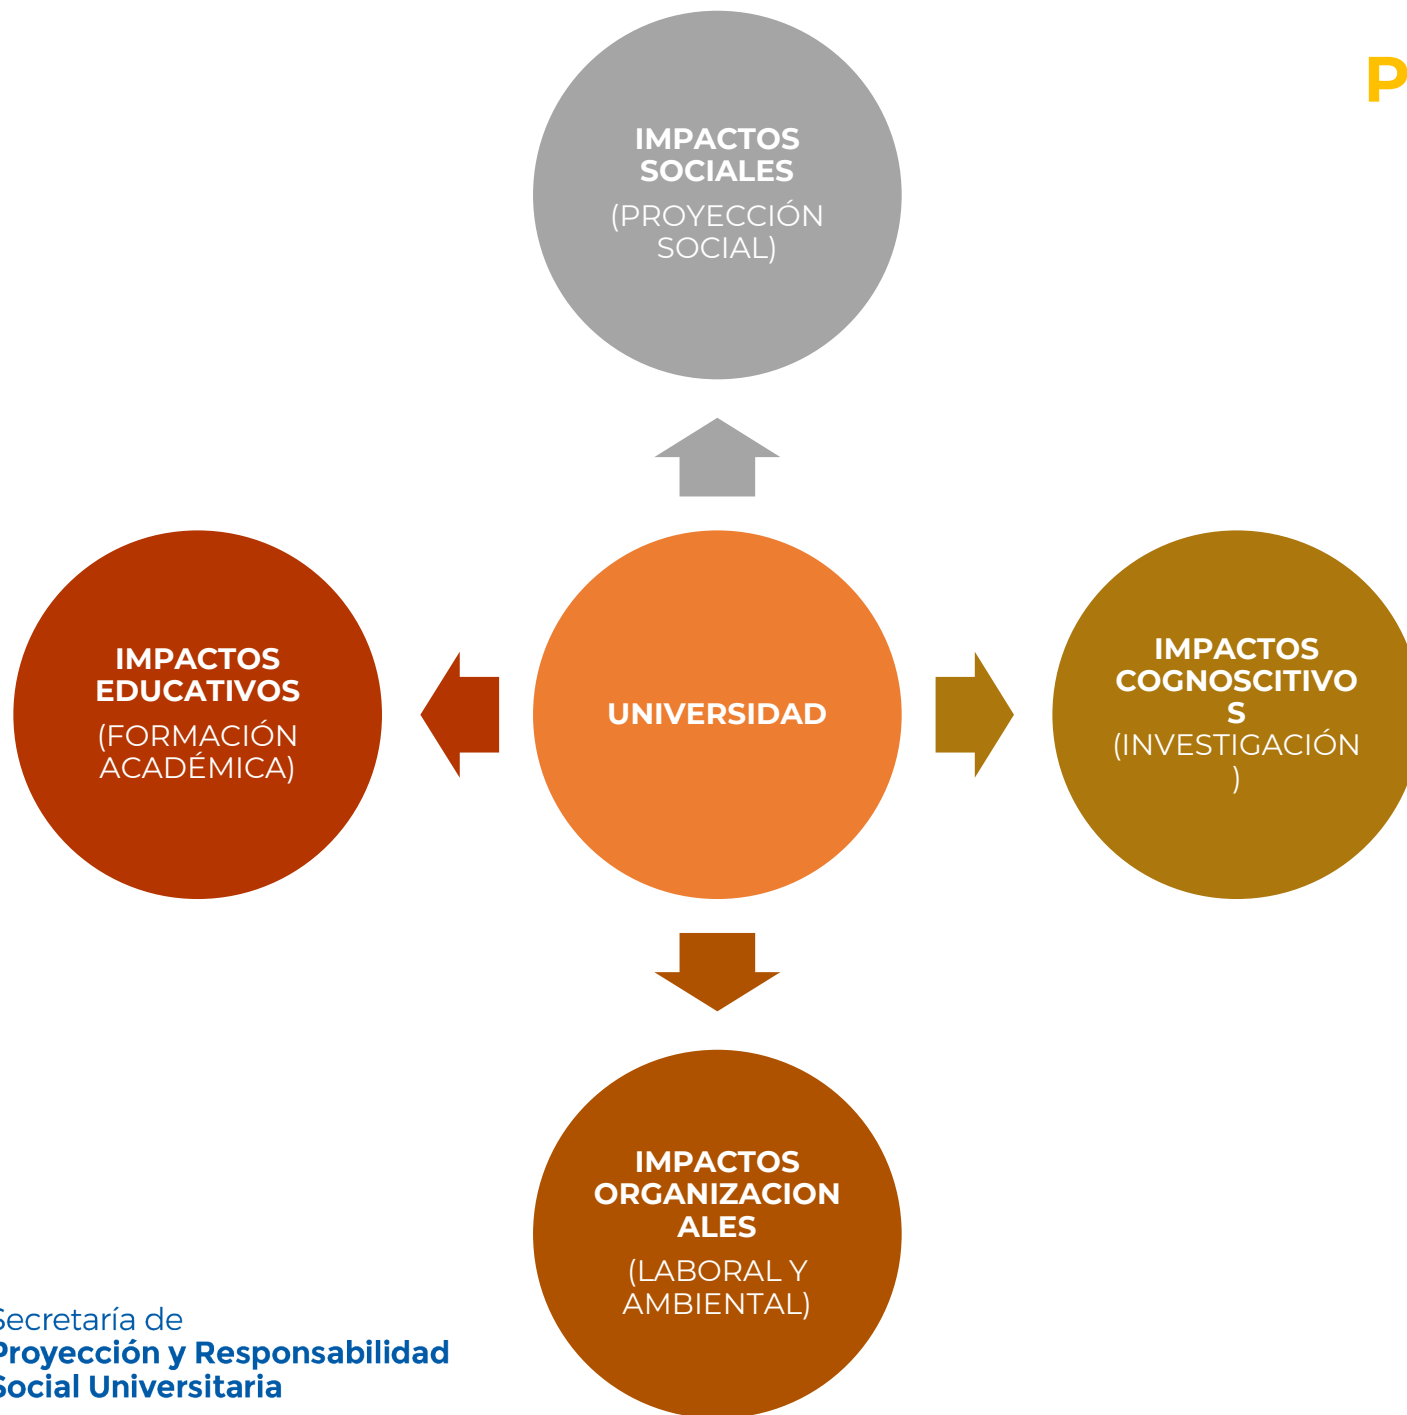 P
IMPACTOS
SOCIALES
(PROYECCIÓN
SOCIAL)
IMPACTOS
EDUCATIVOS
(FORMACIÓN
ACADÉMICA)
UNIVERSIDAD
IMPACTOS
COGNOSCITIVO
S
(INVESTIGACIÓN
)
IMPACTOS
ORGANIZACION
ALES
(LABORAL Y
AMBIENTAL)
Secretaría de
Proyección y Responsabilidad
Social Universitaria